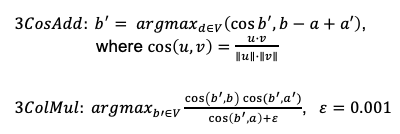 3CosAdd: b′ = argmax_{d∈V}(cos b′, b − a + a′),
where cos(u, v) = u·v / ‖u‖·‖v‖
3ColMul: argmax_{b′∈V} cos(b′,b) cos(b′,a′) / cos(b′,a)+ε, ε = 0.001